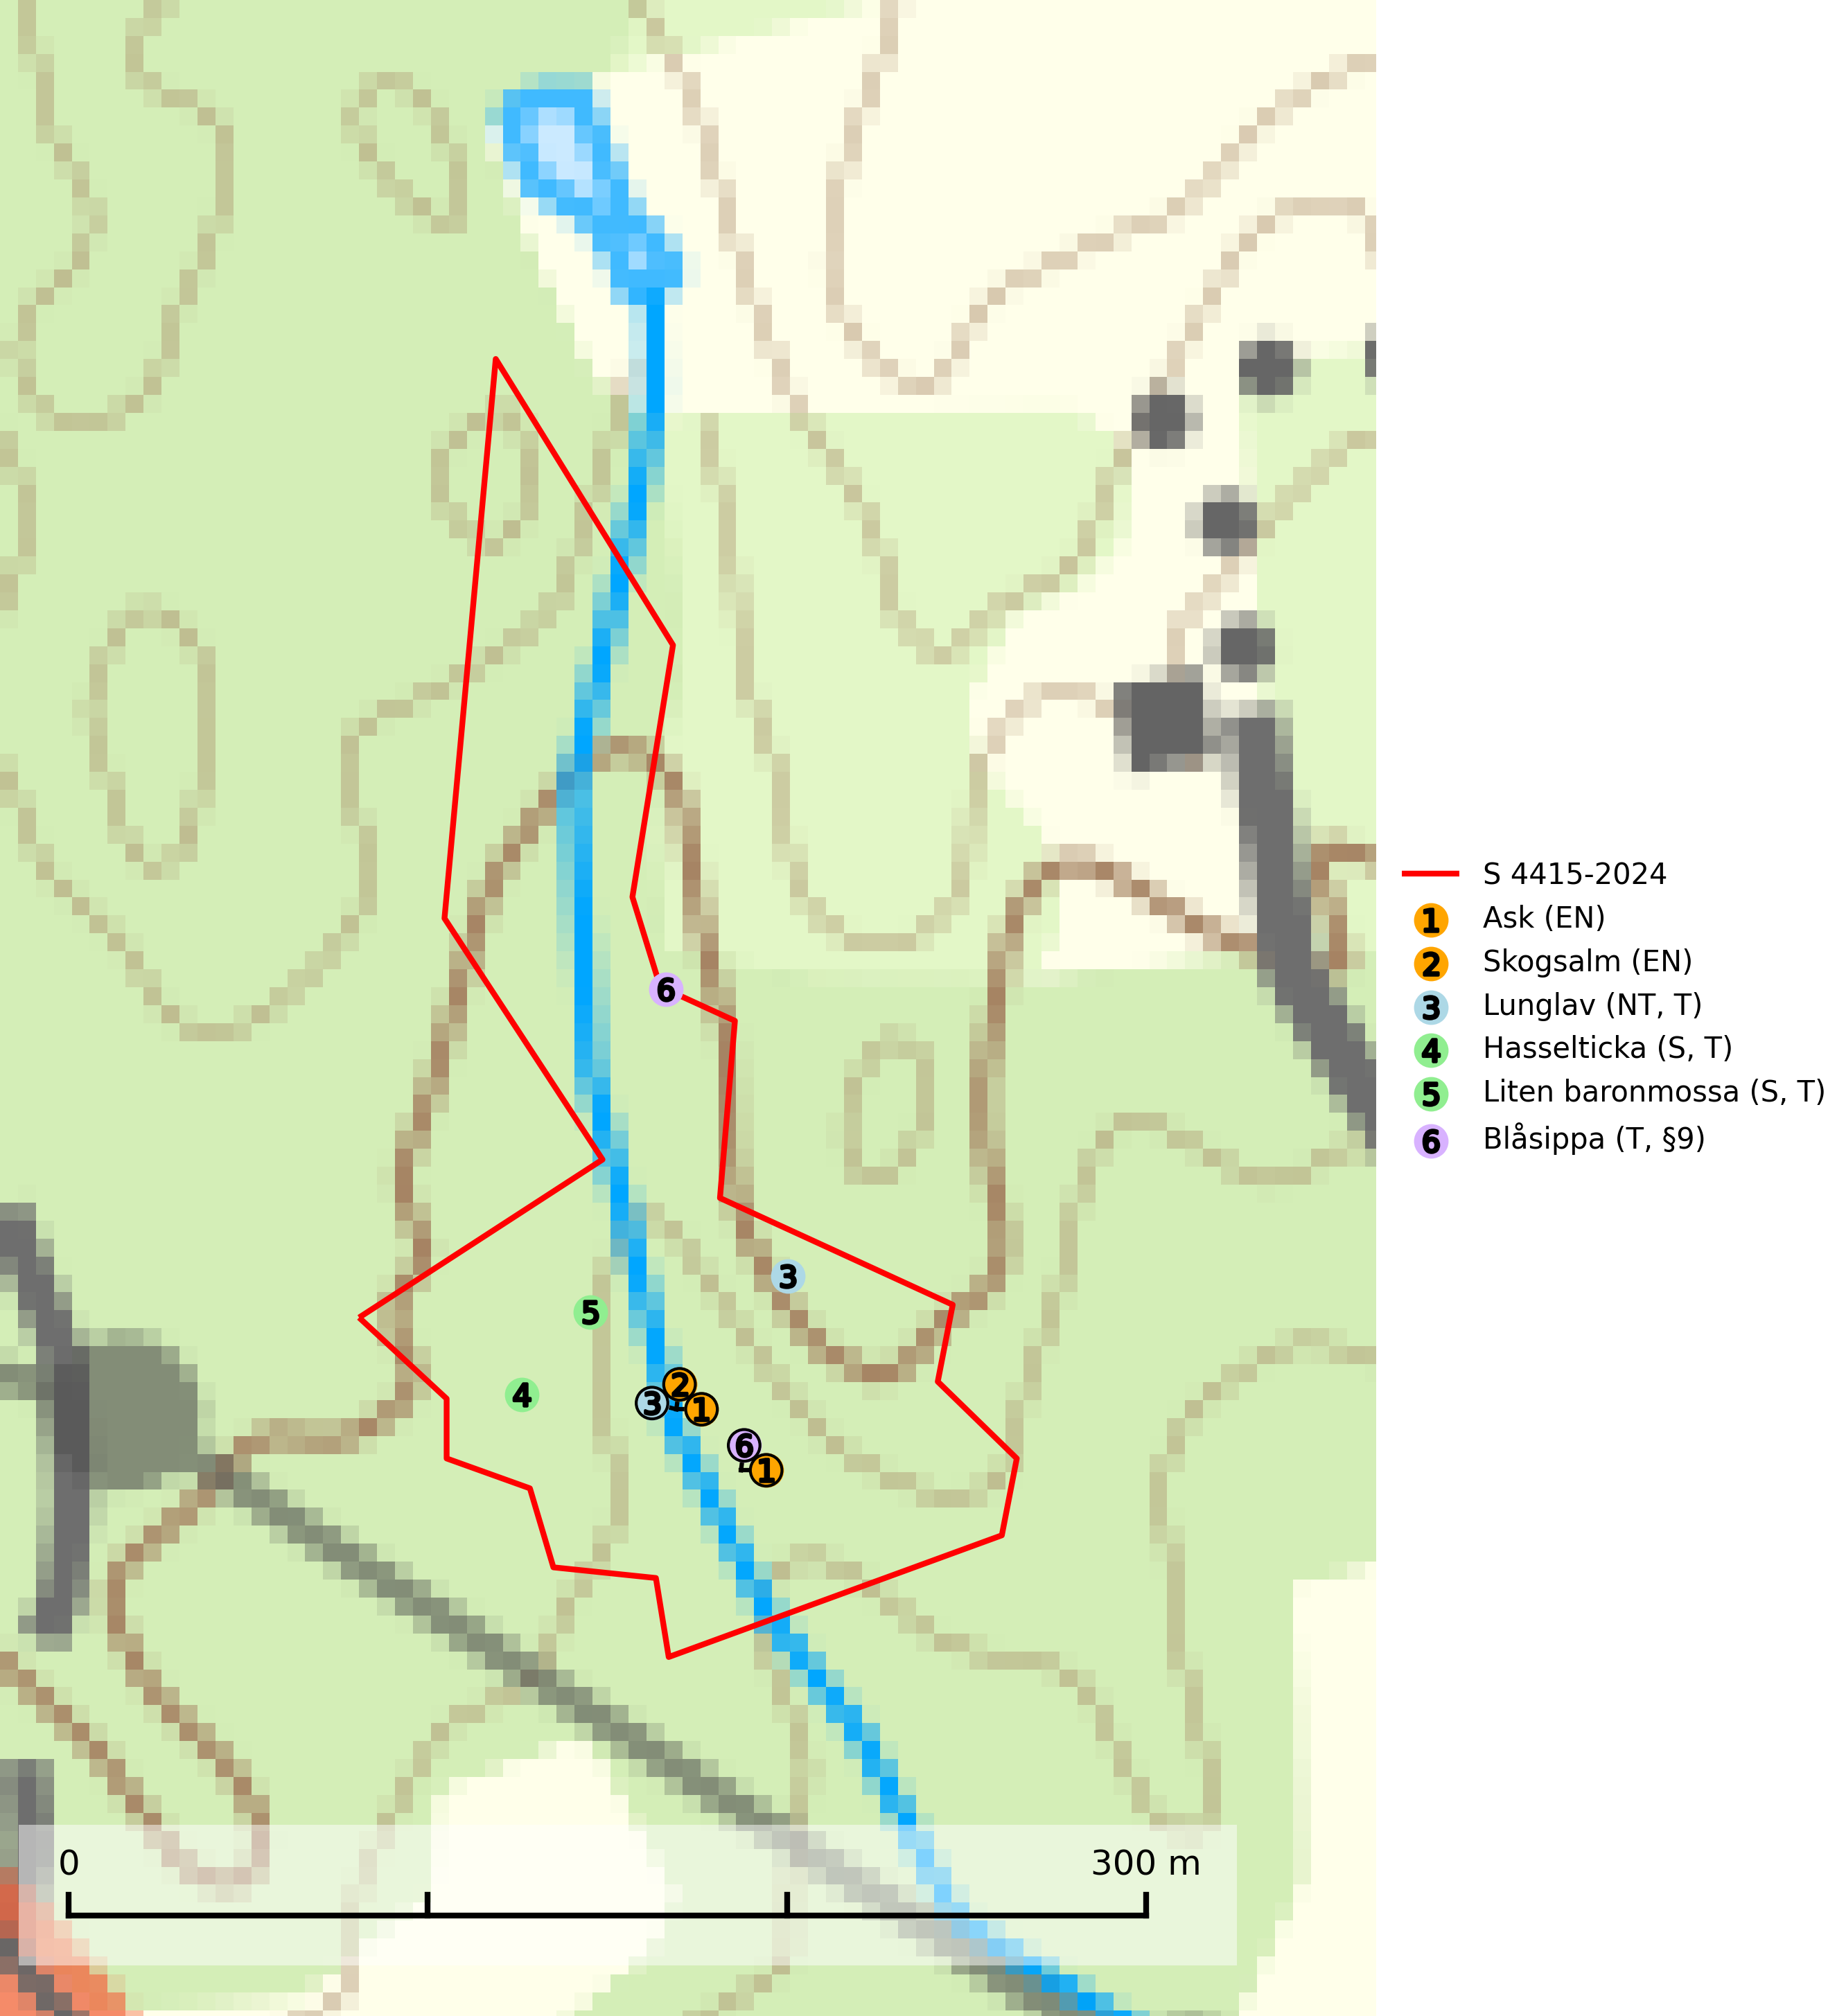 S 4415-2024
1 Ask (EN)
2 Skogsalm (EN)
3 Lunglav (NT, T)
4 Hasselticka (S, T)
5 Liten baronmossa (S, T)
6 Blåsippa (T, §9)
6
3
5
4
2
3
1
6
1
0 300 m